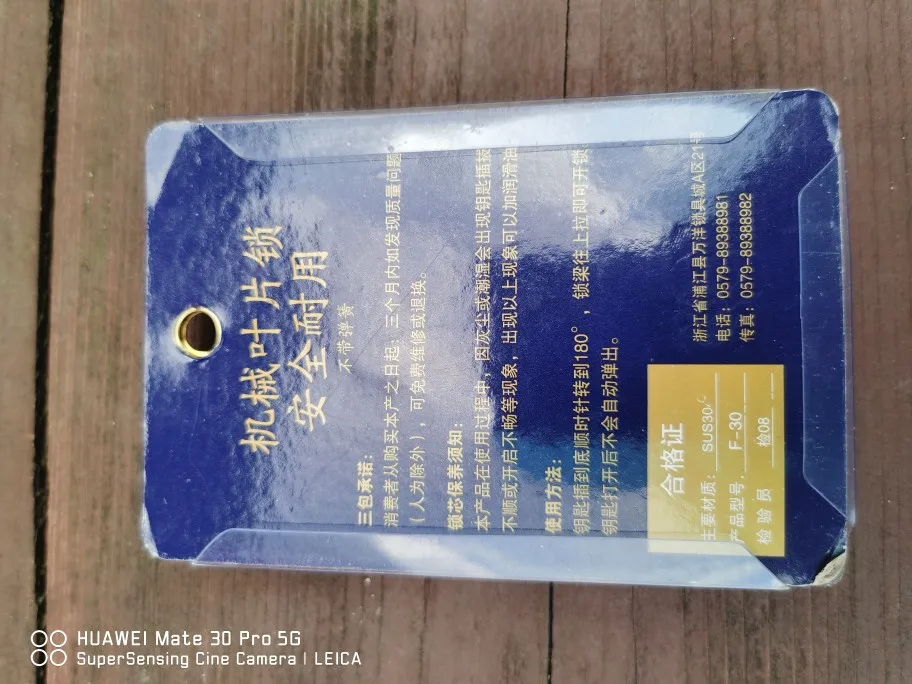 机械叶片锁
安全耐用
不带弹簧
三包承诺:
消费者从购买本产之日起:三个月内如发现质量问题
(人为除外),可免费维修或退换。
锁芯保养须知:
本产品在使用过程中,因灰尘或潮湿会出现钥匙插拔
不顺或开启不畅等现象,出现以上现象可以加润滑油
使用方法:
钥匙插到底顺时针转到180°,锁梁往上拉即可开锁
钥匙打开后不会自动弹出。
合格证
主要材质: SUS30
产品型号: F-30
检验员 检08
浙江省浦江县万洋锁具城A区21号
电话:0579-89388981
传真:0579-89388982
HUAWEI Mate 30 Pro 5G
SuperSensing Cine Camera | LEICA